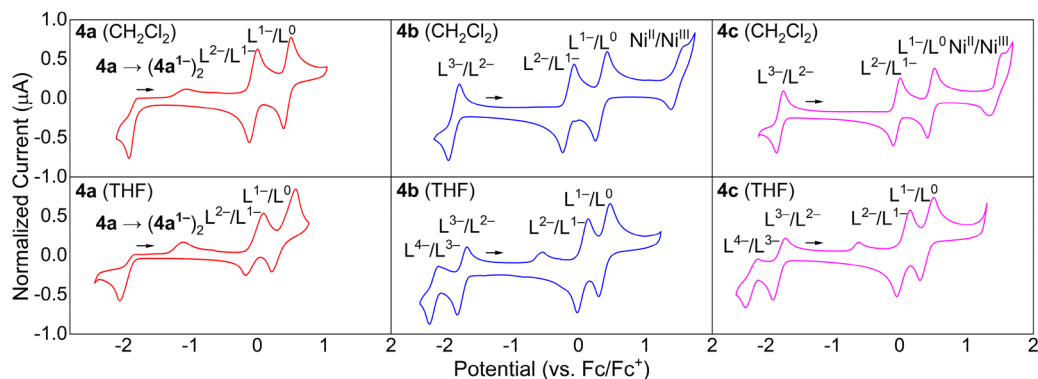 1.0
0.5
0.0
-0.5
-1.0
0.5
0.0
-0.5
-1.0
Normalized Current (μA)
4a (CH₂Cl₂)
L¹⁻/L⁰
L²⁻/L¹⁻
4a → (4a¹⁻)₂
4b (CH₂Cl₂)
L¹⁻/L⁰
Niᴵᴵ/Niᴵᴵᴵ
L³⁻/L²⁻
L²⁻/L¹⁻
4c (CH₂Cl₂)
L¹⁻/L⁰
Niᴵᴵ/Niᴵᴵᴵ
L³⁻/L²⁻
L²⁻/L¹⁻
4a (THF)
L¹⁻/L⁰
4a → (4a¹⁻)₂
L²⁻/L¹⁻
4b (THF)
L¹⁻/L⁰
L³⁻/L²⁻
L²⁻/L¹⁻
L⁴⁻/L³⁻
4c (THF)
L¹⁻/L⁰
L³⁻/L²⁻
L²⁻/L¹⁻
L⁴⁻/L³⁻
-2 -1 0 1 -2 -1 0 1 2 -2 -1 0 1 2
Potential (vs. Fc/Fc⁺)